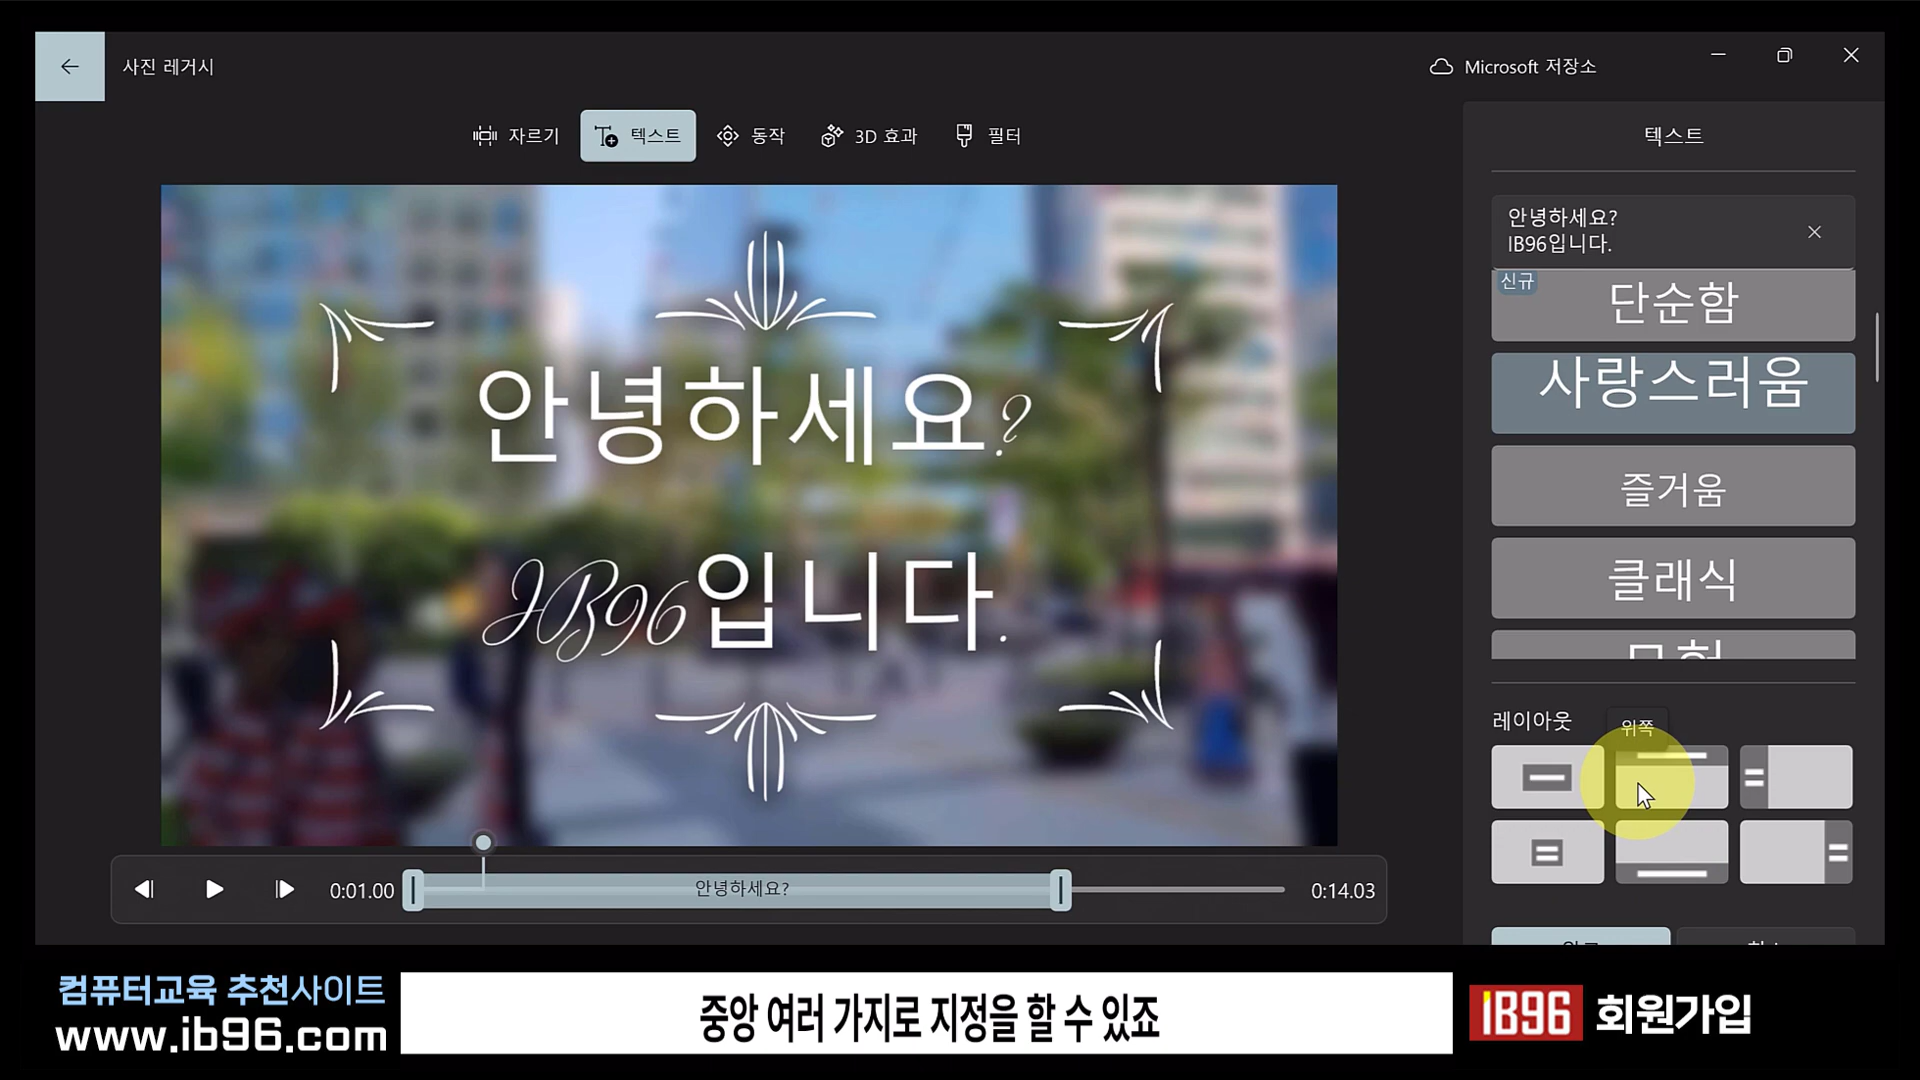 사진 레거시
Microsoft 저장소
자르기
텍스트
동작
3D 효과
필터
텍스트
안녕하세요?
IB96입니다.
신규
단순함
사랑스러움
즐거움
클래식
안녕하세요?
IB96입니다.
레이아웃
위쪽
0:01.00
안녕하세요?
0:14.03
컴퓨터교육 추천사이트
www.ib96.com
중앙 여러 가지로 지정을 할 수 있죠
IB96 회원가입